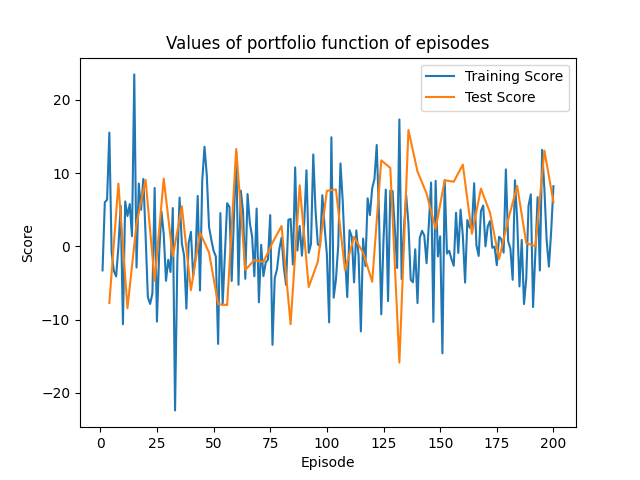 Values of portfolio function of episodes
Training Score
Test Score
Score
20
10
0
−10
−20
0
25
50
75
100
125
150
175
200
Episode